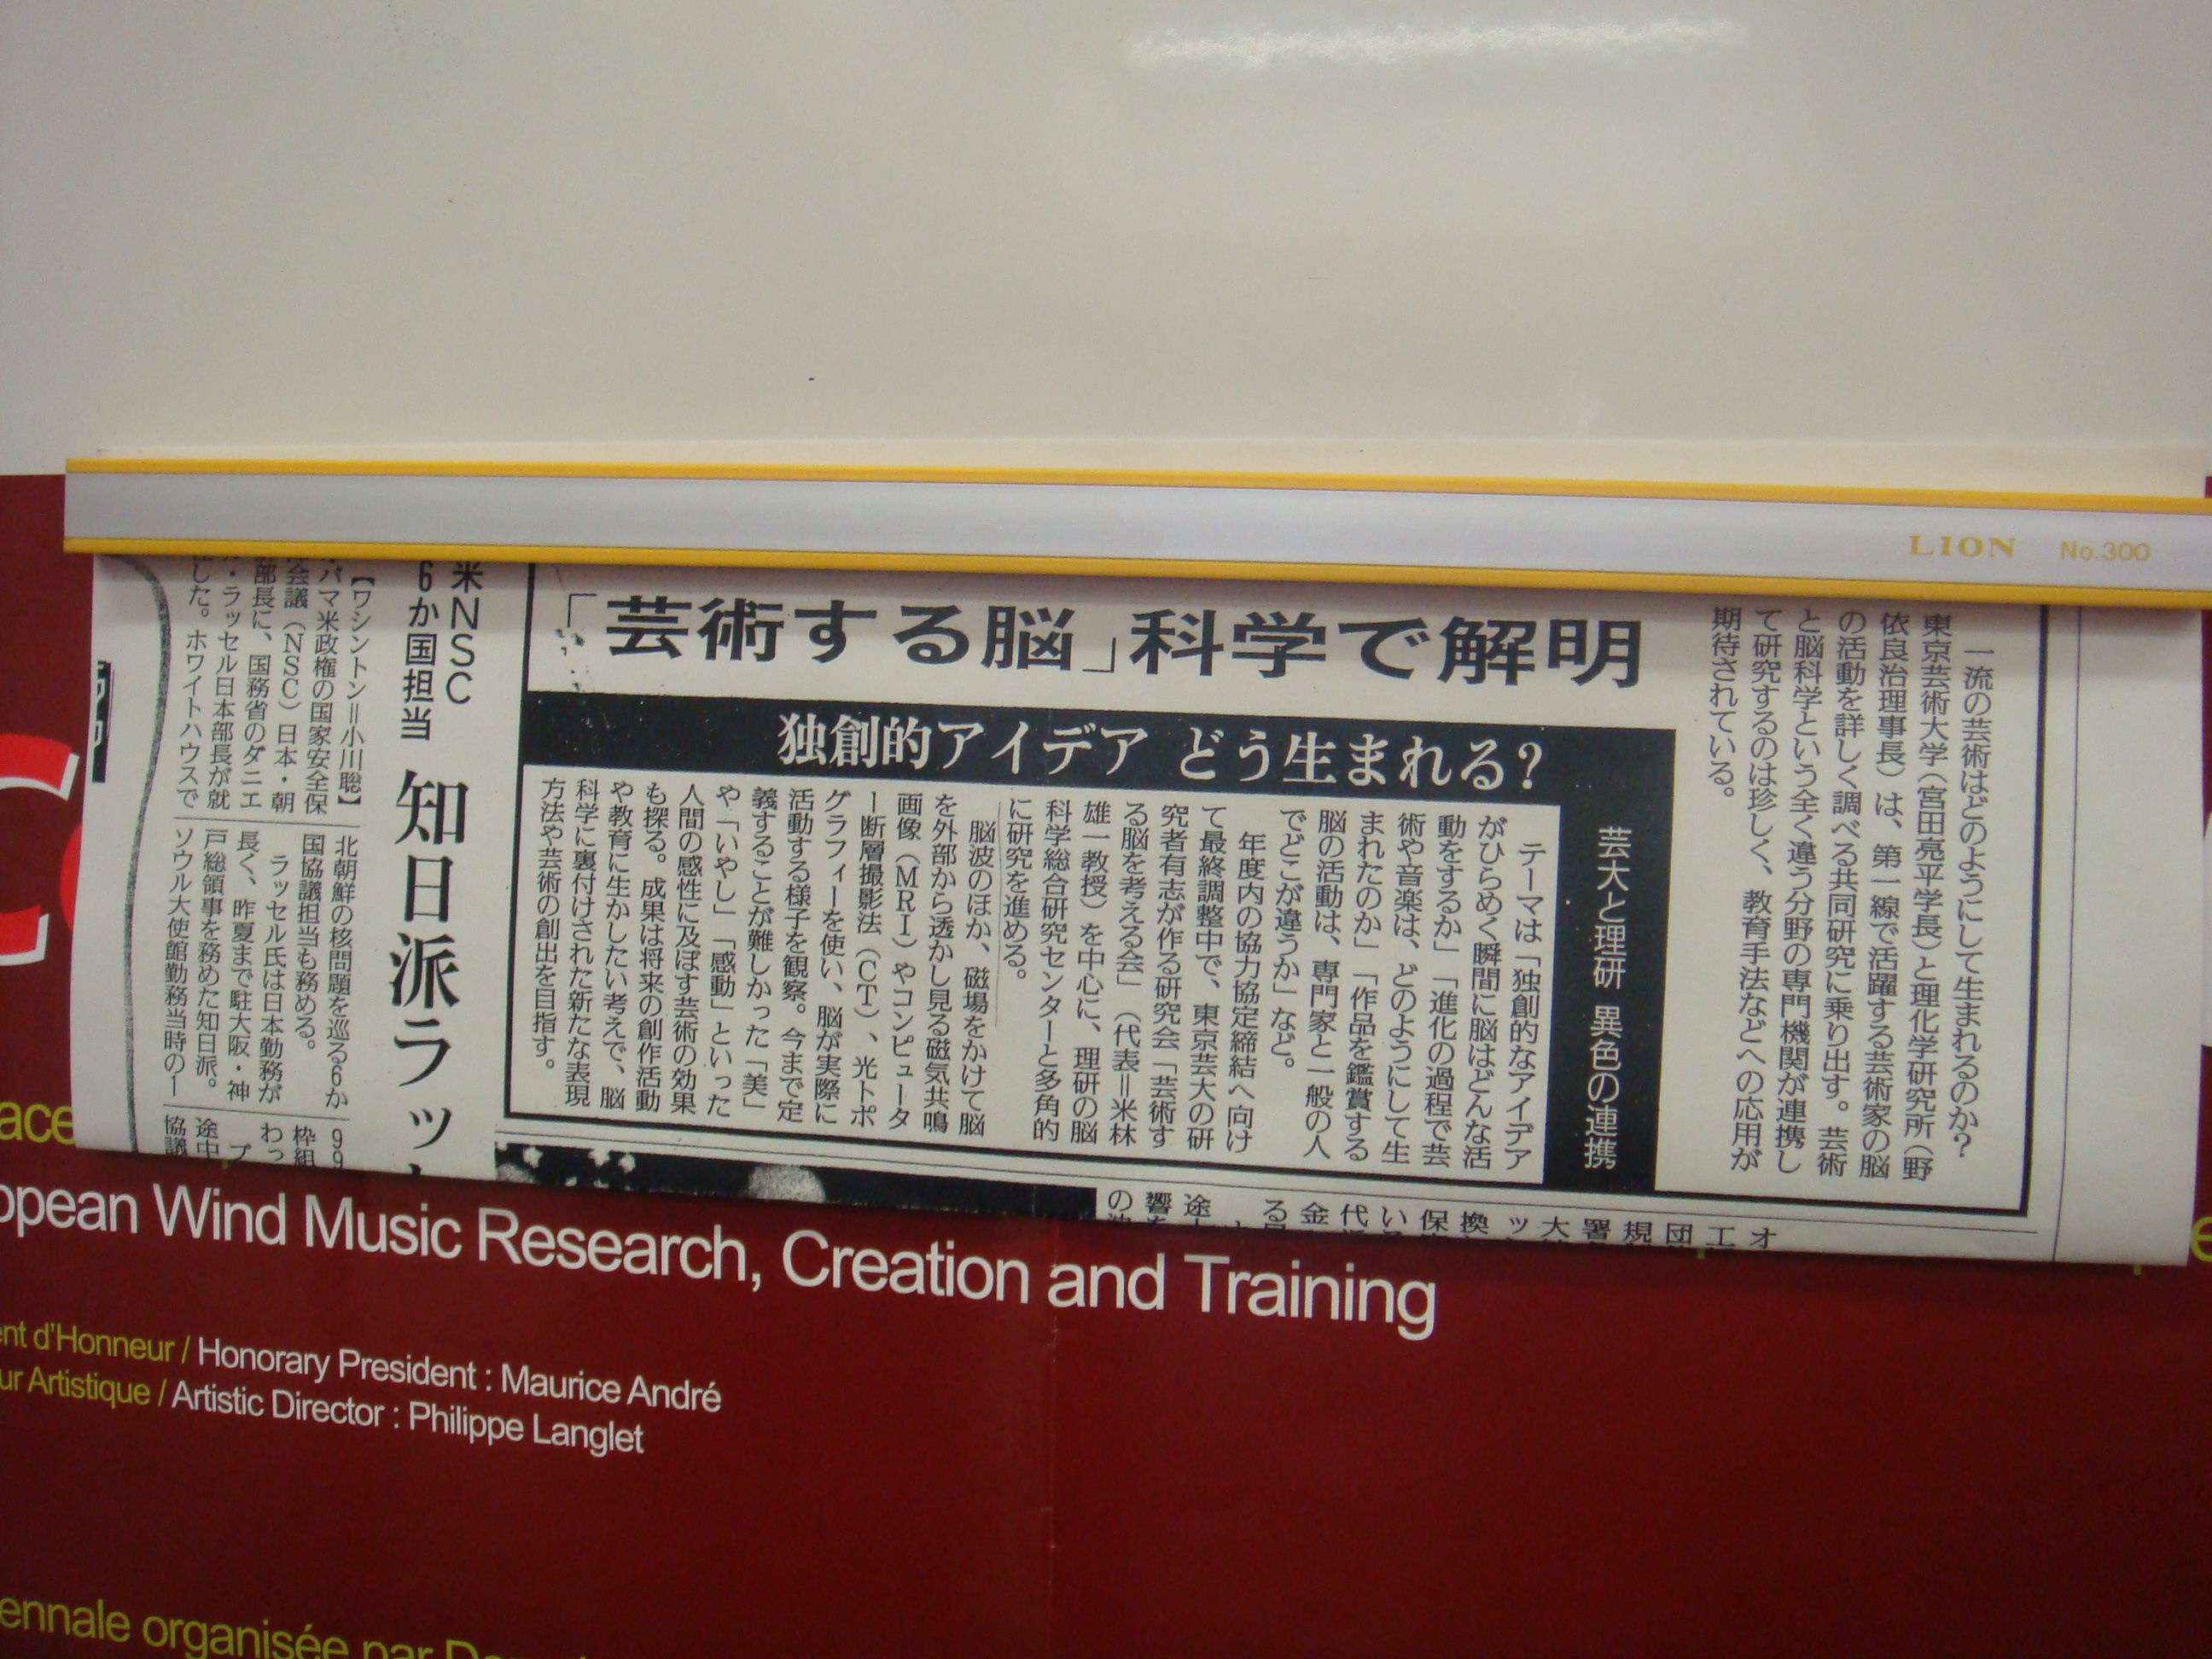 LION No.300
「芸術する脳」科学で解明
独創的アイデア どう生まれる?
芸大と理研 異色の連携
一流の芸術はどのようにして生まれるのか?
東京芸術大学(宮田亮平学長)と理化学研究所(野
依良治理事長)は、第一線で活躍する芸術家の脳
の活動を詳しく調べる共同研究に乗り出す。芸術
と脳科学という全く違う分野の専門機関が連携し
て研究するのは珍しく、教育手法などへの応用が
期待されている。
テーマは「独創的なアイデア
がひらめく瞬間に脳はどんな活
動をするか」「進化の過程で芸
術や音楽は、どのようにして生
まれたのか」「作品を鑑賞する
脳の活動は、専門家と一般の人
でどこが違うか」など。
年度内の協力協定締結へ向け
て最終調整中で、東京芸大の研
究者有志が作る研究会「芸術す
る脳を考える会」(代表=米林
雄一教授)を中心に、理研の脳
科学総合研究センターと多角的
に研究を進める。
脳波のほか、磁場をかけて脳
を外部から透かし見る磁気共鳴
画像(MRI)やコンピュータ
ー断層撮影法(CT)、光トポ
グラフィーを使い、脳が実際に
活動する様子を観察。今まで定
義することが難しかった「美」
や「いやし」「感動」といった
人間の感性に及ぼす芸術の効果
も探る。成果は将来の創作活動
や教育に生かしたい考えで、脳
科学に裏付けされた新たな表現
方法や芸術の創出を目指す。
米NSC
6か国担当
知日派ラッ
【ワシントン=小川聡】
バマ米政権の国家安全保
会議(NSC)日本・朝
部長に、国務省のダニエ
ル・ラッセル日本部長が就
した。ホワイトハウスで
北朝鮮の核問題を巡る6か
国協議担当も務める。
ラッセル氏は日本勤務が
長く、昨夏まで駐大阪・神
戸総領事を務めた知日派。
ソウル大使館勤務当時の1
99
枠組
わっ
プ
途中
協議
オ
工
団
規
署
大
ッ
換
保
い
代
金
る
途
響
の
opean Wind Music Research, Creation and Training
ent d'Honneur / Honorary President : Maurice André
ur Artistique / Artistic Director : Philippe Langlet
ennale organisée par